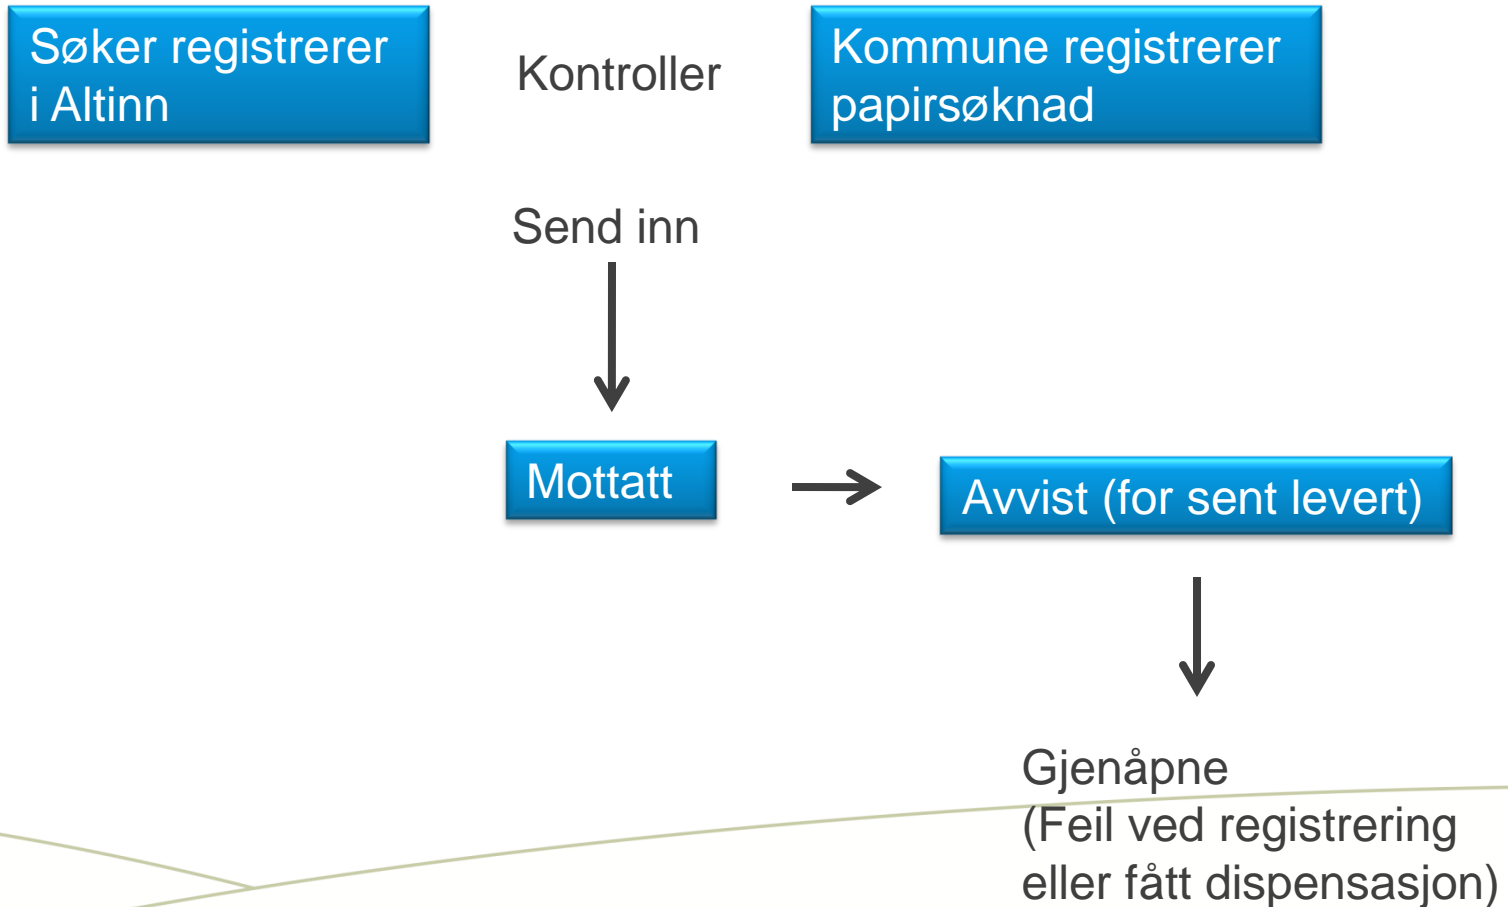 Søker registrerer
i Altinn
Kontroller
Kommune registrerer
papirsøknad
Send inn
Mottatt
Avvist (for sent levert)
Gjenåpne
(Feil ved registrering
eller fått dispensasjon)